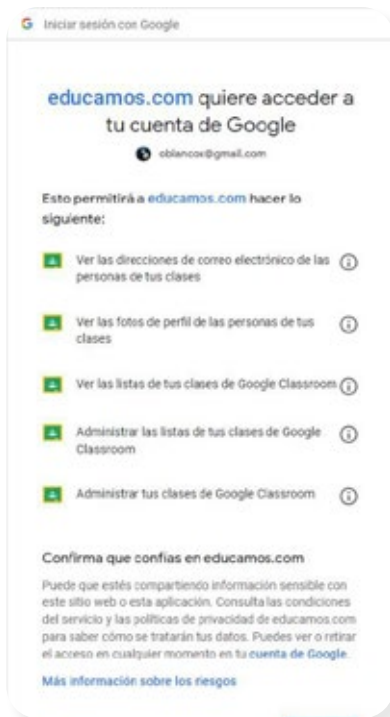 Iniciar sesión con Google
educamos.com quiere acceder a
tu cuenta de Google
oblancox@gmail.com
Esto permitirá a educamos.com hacer lo
siguiente:
Ver las direcciones de correo electrónico de las
personas de tus clases
Ver las fotos de perfil de las personas de tus
clases
Ver las listas de tus clases de Google Classroom
Administrar las listas de tus clases de Google
Classroom
Administrar tus clases de Google Classroom
Confirma que confías en educamos.com
Puede que estés compartiendo información sensible con
este sitio web o esta aplicación. Consulta las condiciones
del servicio y las políticas de privacidad de educamos.com
para saber cómo se tratarán tus datos. Puedes ver o retirar
el acceso en cualquier momento en tu cuenta de Google.
Más información sobre los riesgos